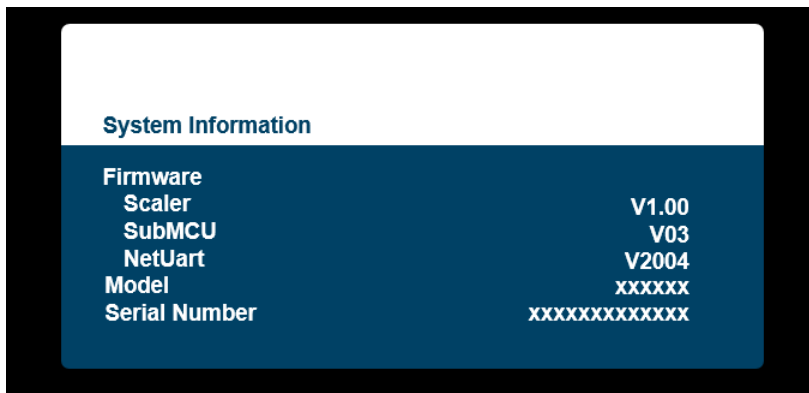 System Information
Firmware
Scaler V1.00
SubMCU V03
NetUart V2004
Model xxxxxx
Serial Number xxxxxxxxxxxxx